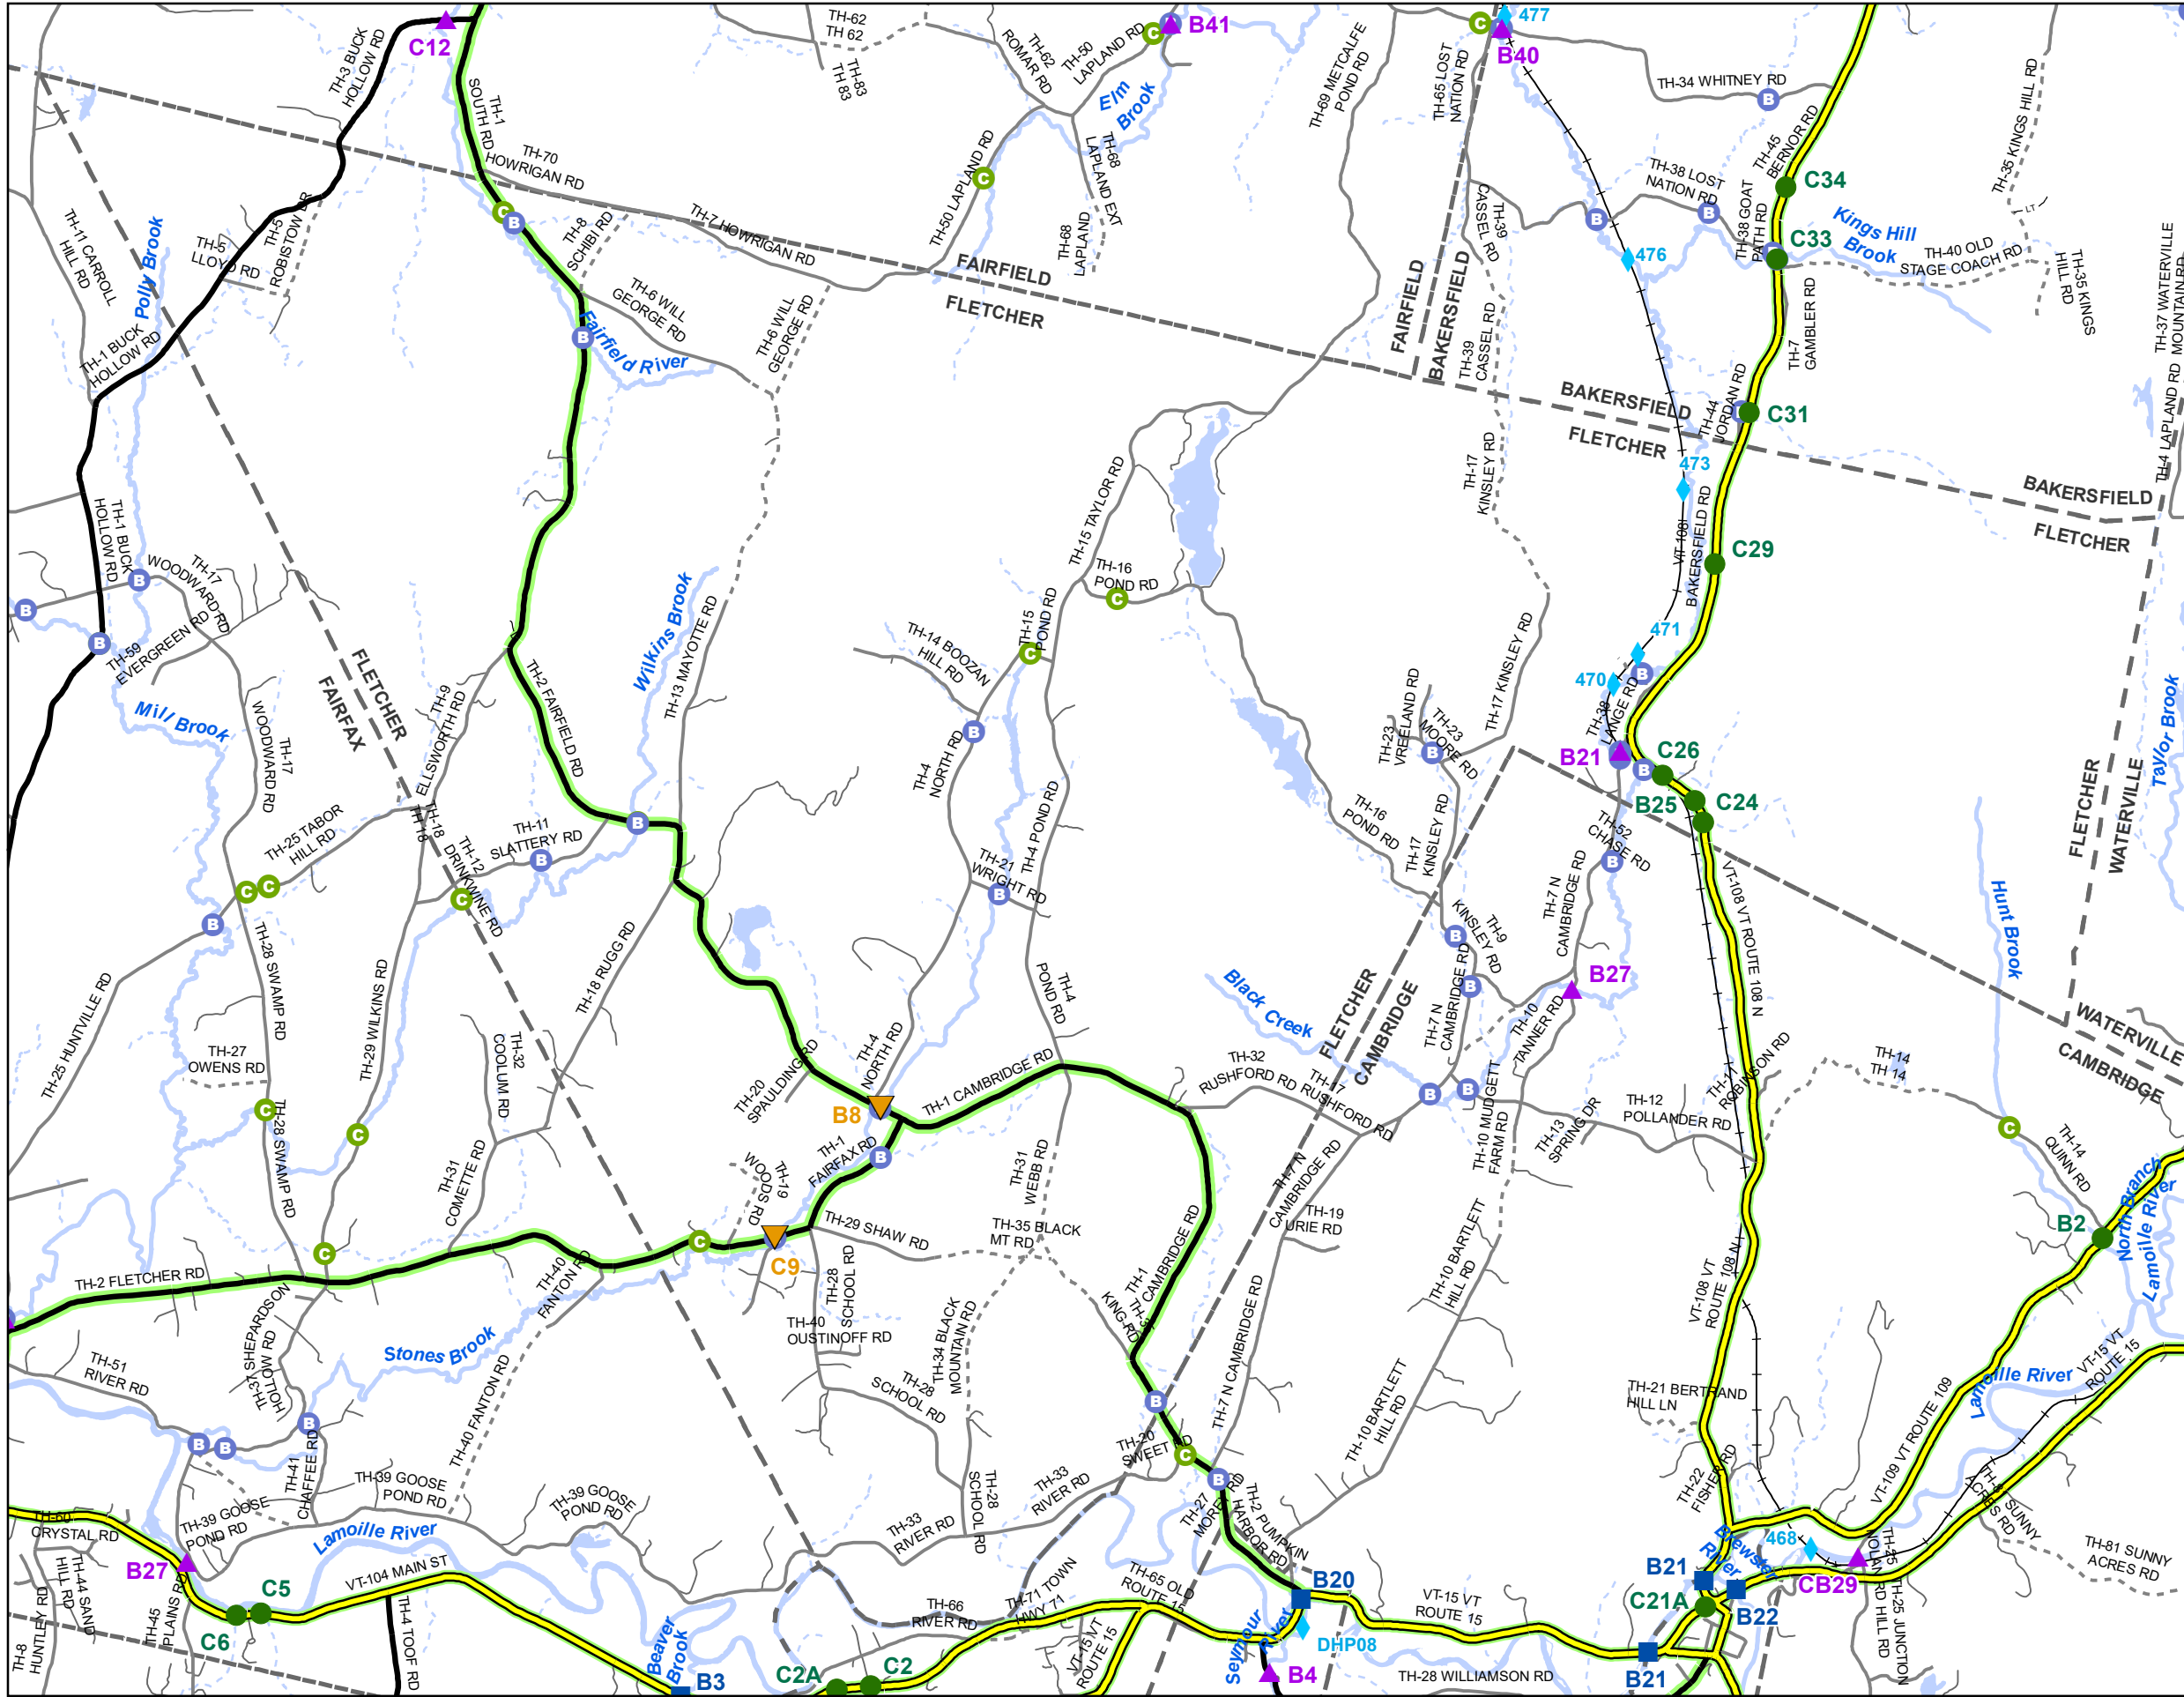 C12
TH-3 BUCK
HOLLOW RD
TH-1
SOUTH RD
TH-62
TH 62
TH-83
TH 83
TH-62
ROMAR RD
TH-50
LAPLAND RD
C
B41
Elm
Brook
TH-69 METCALFE
POND RD
TH-65 LOST
NATION RD
C
477
B40
TH-34 WHITNEY RD
B
TH-45
BERNOR RD
TH-35 KINGS HILL RD
TH-70
HOWRIGAN RD
TH-50 LAPLAND RD
C
TH-68
LAPLAND EXT
TH-68
LAPLAND
TH-38 LOST
NATION RD
B
B
C34
TH-38 GOAT
PATH RD
C33
Kings Hill
Brook
TH-40 OLD
STAGE COACH RD
LT
TH-35 KINGS
HILL RD
TH-37 WATERVILLE
MOUNTAIN RD
TH-11 CARROLL
HILL RD
Polly Brook
TH-5
LLOYD RD
TH-5
ROBISTOW DR
C
B
TH-8
SCHIBI RD
TH-7 HOWRIGAN RD
FAIRFIELD
FLETCHER
TH-39
CASSEL RD
FAIRFIELD
BAKERSFIELD
476
TH-1 BUCK
HOLLOW RD
TH-6 WILL
GEORGE RD
TH-6 WILL
GEORGE RD
B
Fairfield River
TH-39
CASSEL RD
TH-7
GAMBLER RD
BAKERSFIELD
FLETCHER
TH-44
JORDAN RD
C31
TH-4 LAPLAND RD
BAKERSFIELD
FLETCHER
TH-17
KINSLEY RD
473
VT-108
BAKERSFIELD RD
C29
TH-15 TAYLOR RD
TH-16
POND RD
C
TH-1 BUCK
HOLLOW RD
B
TH-17
WOODWARD RD
B
B
TH-59
EVERGREEN RD
Mill Brook
FLETCHER
FAIRFAX
TH-17
WOODWARD RD
TH-9
ELLSWORTH RD
TH-2 FAIRFIELD RD
Wilkins Brook
TH-13 MAYOTTE RD
TH-14 BOOZAN
HILL RD
TH-15
POND RD
C
B
TH-4
NORTH RD
TH-4 POND RD
TH-23
VREELAND RD
TH-23
MOORE RD
B
TH-17 KINSLEY RD
471
470
B
TH-38
LANGE RD
B21
B
C26
B25
C24
Taylor Brook
FLETCHER
WATERVILLE
TH-25 TABOR
HILL RD
TH-18
TH 18
TH-12
DRINKWINE RD
TH-11
SLATTERY RD
B
B
C
C
C
B
TH-21
WRIGHT RD
B
TH-16
POND RD
TH-17
KINSLEY RD
TH-52
CHASE RD
B
TH-7 N
CAMBRIDGE RD
VT-108 VT ROUTE 108 N
Hunt Brook
TH-28 SWAMP RD
TH-25 HUNTVILLE RD
TH-27
OWENS RD
TH-29 WILKINS RD
TH-32
COOLUM RD
TH-18 RUGG RD
TH-4
POND RD
Black Creek
FLETCHER
CAMBRIDGE
B
TH-9
KINSLEY RD
TH-7 N
CAMBRIDGE RD
B
TH-10
TANNER RD
B27
WATERVILLE
CAMBRIDGE
TH-14
TH 14
C
TH-28 SWAMP RD
C
TH-31
COMETTE RD
TH-20
SPAULDING RD
TH-4
NORTH RD
B8
TH-1 CAMBRIDGE RD
TH-32
RUSHFORD RD
TH-17
RUSHFORD RD
B
B
TH-10 MUDGETT
FARM RD
TH-13
SPRING DR
TH-12
POLLANDER RD
TH-11
ROBINSON RD
C
TH-14
QUINN RD
TH-19
WOODS RD
TH-1
FAIRFAX RD
B
TH-31
WEBB RD
TH-7 N
CAMBRIDGE RD
TH-19
URIE RD
B2
North Branch
Lamoille River
TH-2 FLETCHER RD
C
TH-40
FANTON RD
C
C9
TH-29 SHAW RD
TH-35 BLACK
MT RD
TH-28
SCHOOL RD
TH-40
OUSTINOFF RD
TH-34 BLACK
MOUNTAIN RD
TH-1
CAMBRIDGE RD
KING RD
TH-10 BARTLETT
HILL RD
VT-108 VT
ROUTE 108 N
TH-51
RIVER RD
TH-37 SHEPARDSON
HOLLOW RD
Stones Brook
TH-40 FANTON RD
TH-28
SCHOOL RD
TH-7 N CAMBRIDGE RD
TH-10 BARTLETT
HILL RD
TH-21 BERTRAND
HILL LN
VT-109 VT ROUTE 109
Lamoille River
VT-15 VT
ROUTE 15
B
B
B
TH-41
CHAFFEE RD
TH-39 GOOSE
POND RD
TH-39 GOOSE
POND RD
TH-39 GOOSE
POND RD
B
TH-20
SWEET RD
C
B
TH-33
RIVER RD
TH-33
RIVER RD
TH-28
SCHOOL RD
TH-27
MOREY RD
TH-2 PUMPKIN
HARBOR RD
TH-22
FISHER RD
TH-81 SUNNY
ACRES RD
TH-81 SUNNY
ACRES RD
TH-60
CRYSTAL RD
TH-44 SAND
HILL RD
TH-8
HUNTLEY RD
B27
TH-45
PLAINS RD
C6
C5
Lamoille River
VT-104 MAIN ST
TH-4 TOOF RD
Beaver
Brook
B3
C2A
C2
TH-66
RIVER RD
TH-71 TOWN
HWY 71
TH-65 OLD
ROUTE 15
VT-15 VT
ROUTE 15
Seymour
River
B20
DHP08
B4
VT-15 VT
ROUTE 15
TH-28 WILLIAMSON RD
Brewster
River
B21
C21A
B22
B21
468
CB29
TH-25
NOLAND RD HILL RD
TH-25 JUNCTION